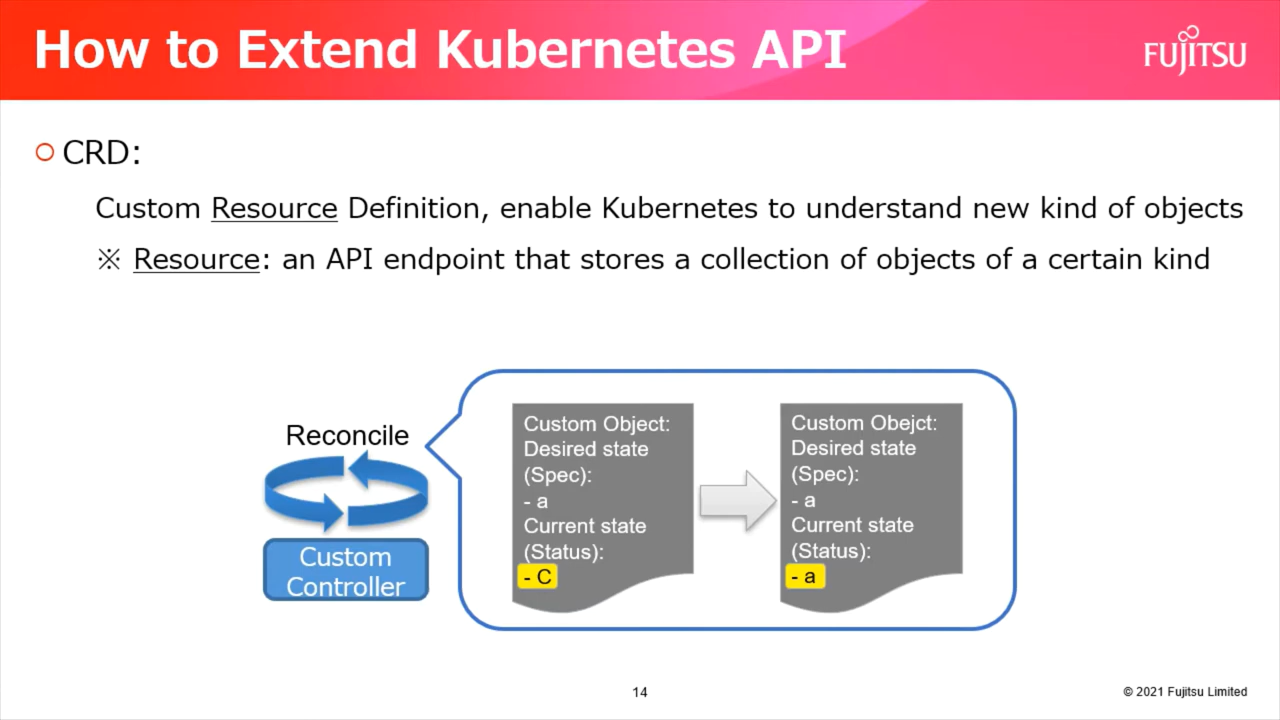 How to Extend Kubernetes API
FUJITSU
CRD:
Custom Resource Definition, enable Kubernetes to understand new kind of objects
※ Resource: an API endpoint that stores a collection of objects of a certain kind
Reconcile
Custom
Controller
Custom Object:
Desired state
(Spec):
- a
Current state
(Status):
- C
Custom Obejct:
Desired state
(Spec):
- a
Current state
(Status):
- a
14
© 2021 Fujitsu Limited